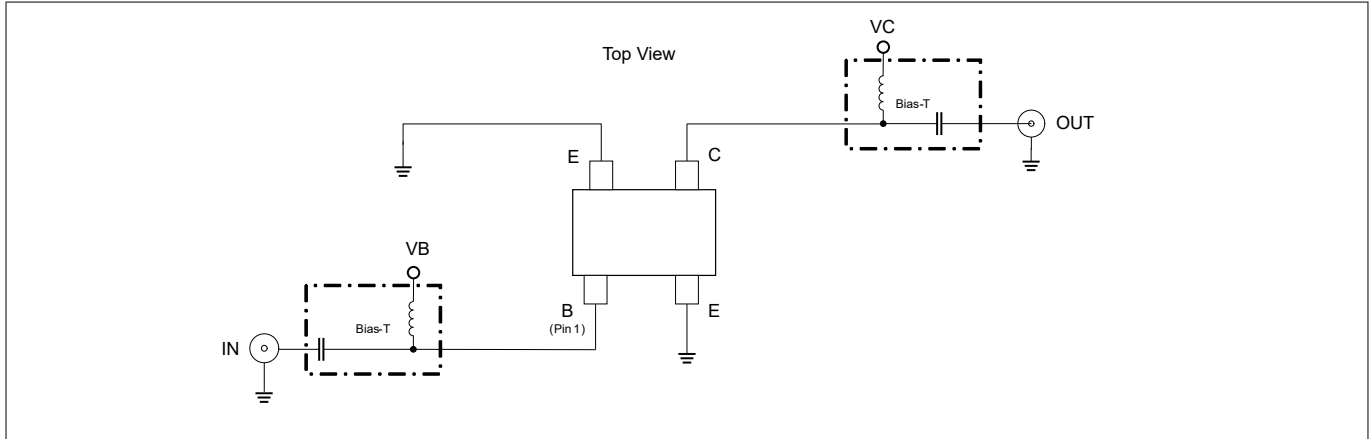 VC
Top View
Bias-T
OUT
E
C
VB
B
E
(Pin 1)
Bias-T
IN